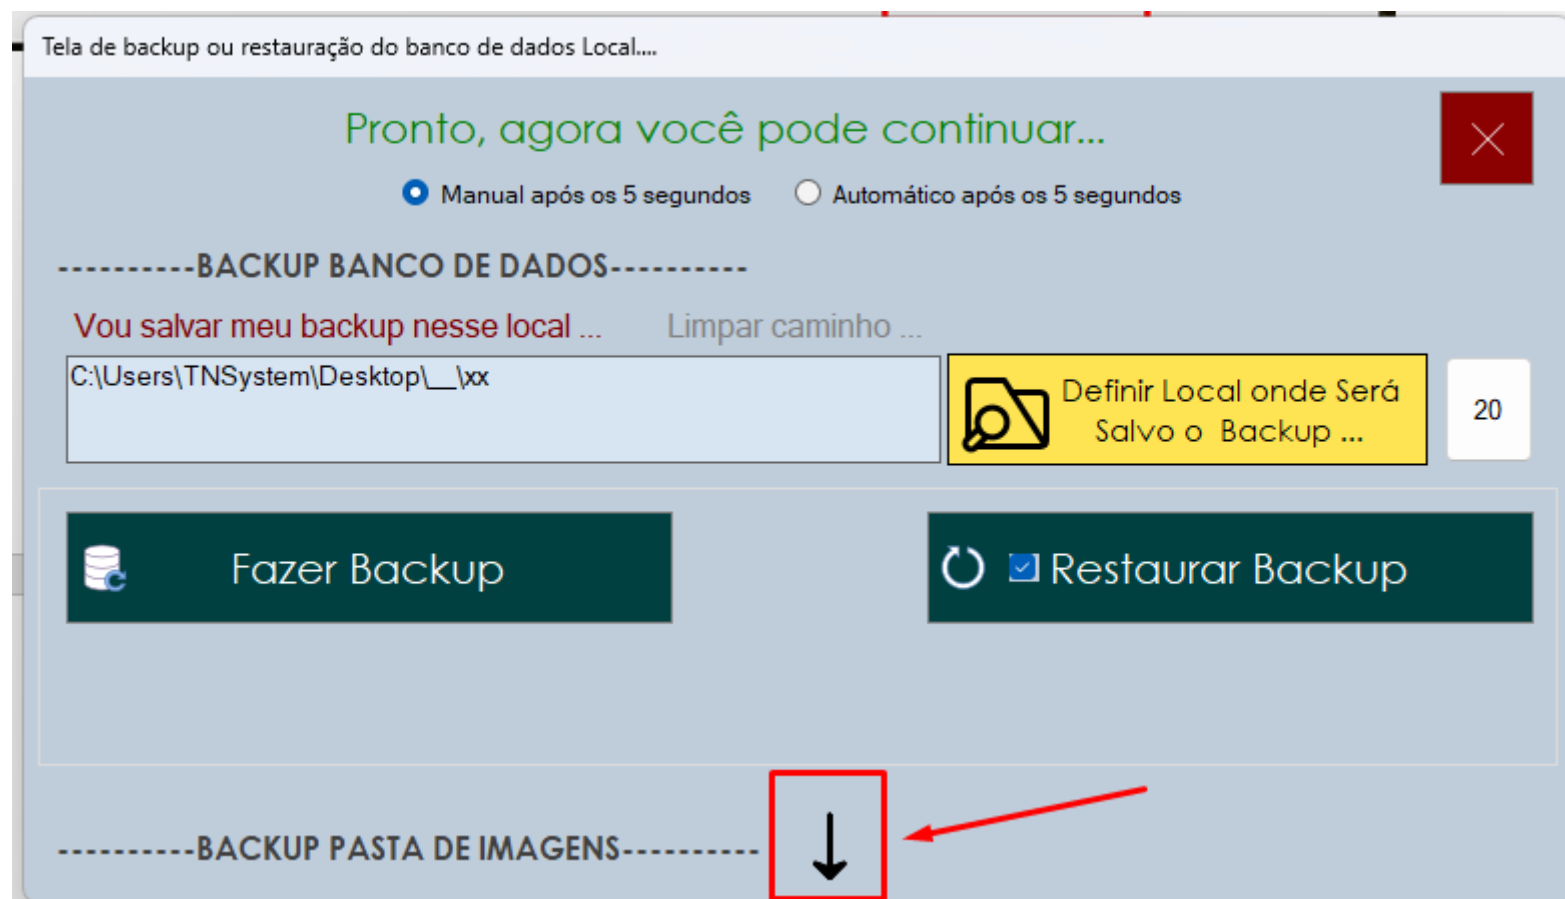 Tela de backup ou restauração do banco de dados Local....
Pronto, agora você pode continuar...
Manual após os 5 segundos Automático após os 5 segundos
----------BACKUP BANCO DE DADOS----------
Vou salvar meu backup nesse local ... Limpar caminho ...
C:\Users\TNSystem\Desktop\__\xx
Definir Local onde Será
Salvo o Backup ...
20
Fazer Backup
Restaurar Backup
----------BACKUP PASTA DE IMAGENS----------